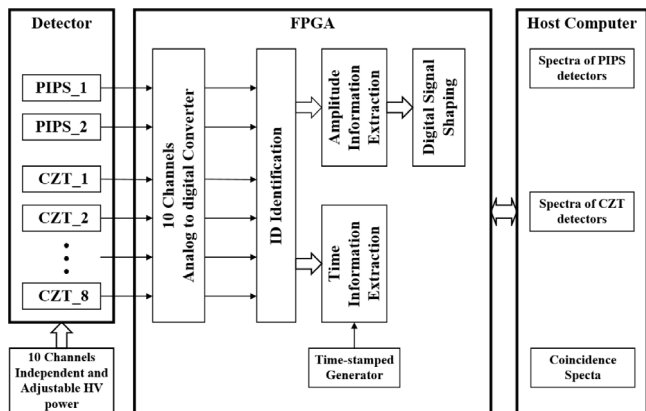 Detector
FPGA
Host Computer
PIPS_1
PIPS_2
CZT_1
CZT_2
CZT_8
10 Channels
Independent and
Adjustable HV
power
10 Channels
Analog to digital Converter
ID Identification
Amplitude
Information
Extraction
Digital Signal
Shaping
Time
Information
Extraction
Time-stamped
Generator
Spectra of PIPS
detectors
Spectra of CZT
detectors
Coincidence
Specta